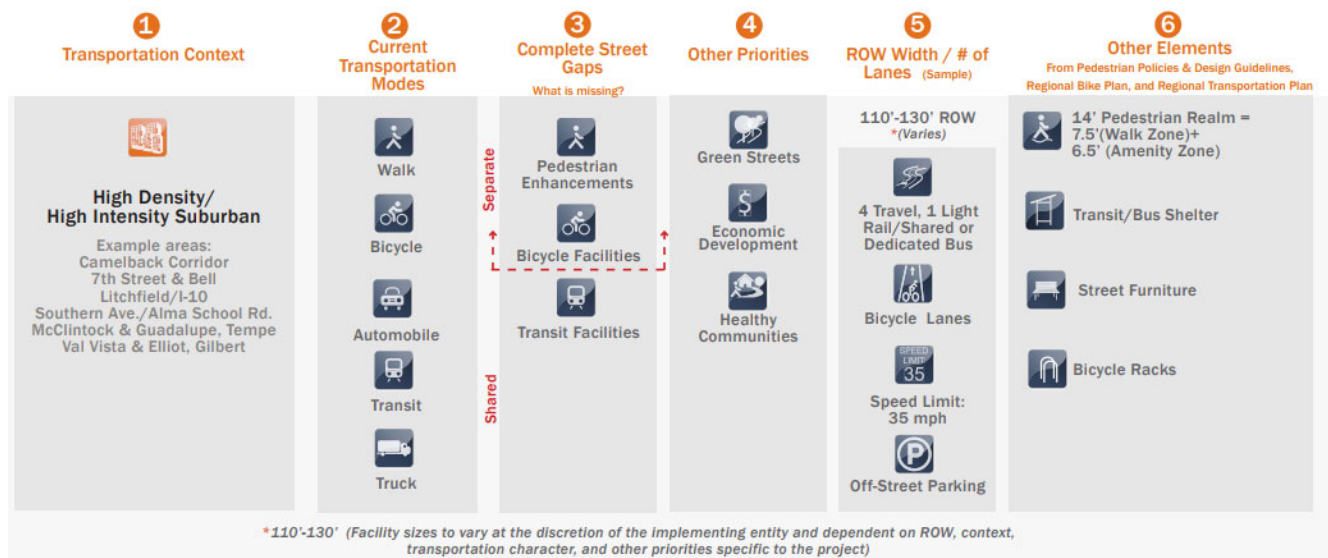 1
Transportation Context
High Density/
High Intensity Suburban
Example areas:
Camelback Corridor
7th Street & Bell
Litchfield/I-10
Southern Ave./Alma School Rd.
McClintock & Guadalupe, Tempe
Val Vista & Elliot, Gilbert
2
Current
Transportation
Modes
Walk
Bicycle
Automobile
Transit
Truck
Separate
Shared
3
Complete Street
Gaps
What is missing?
Pedestrian
Enhancements
Bicycle Facilities
Transit Facilities
4
Other Priorities
Green Streets
$
Economic
Development
Healthy
Communities
5
ROW Width / # of
Lanes (Sample)
110'-130' ROW
*(Varies)
4 Travel, 1 Light
Rail/Shared or
Dedicated Bus
Bicycle Lanes
SPEED
LIMIT
35
Speed Limit:
35 mph
P
Off-Street Parking
6
Other Elements
From Pedestrian Policies & Design Guidelines,
Regional Bike Plan, and Regional Transportation Plan
14' Pedestrian Realm =
7.5'(Walk Zone)+
6.5' (Amenity Zone)
Transit/Bus Shelter
Street Furniture
Bicycle Racks
*110'-130' (Facility sizes to vary at the discretion of the implementing entity and dependent on ROW, context,
transportation character, and other priorities specific to the project)